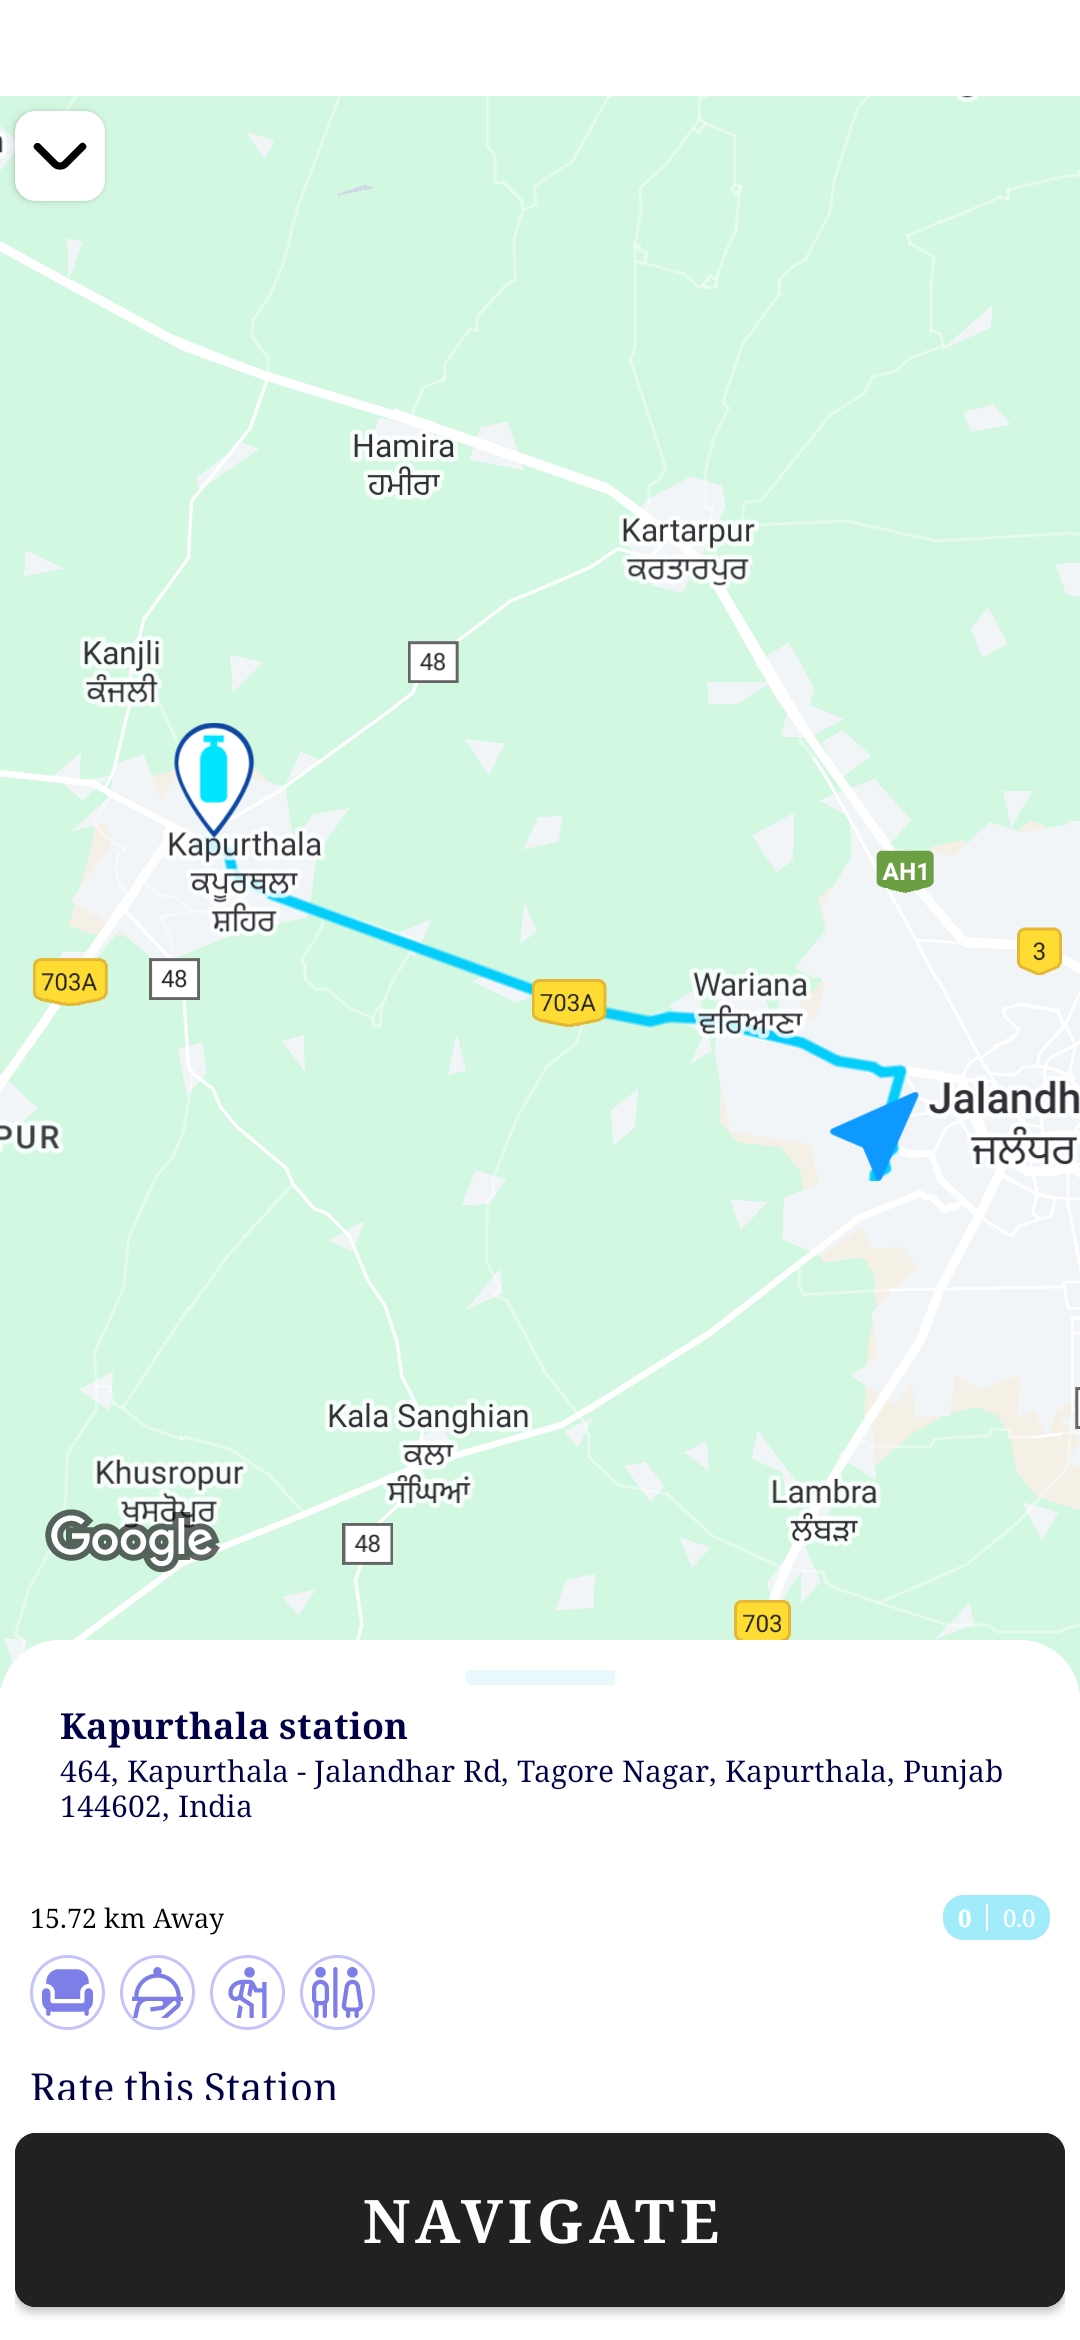 Hamira
ਹਮੀਰਾ
Kartarpur
ਕਰਤਾਰਪੁਰ
Kanjli
ਕੰਜਲੀ
48
Kapurthala
ਕਪੂਰਥਲਾ
ਸ਼ਹਿਰ
AH1
3
703A
48
703A
Wariana
ਵਰਿਆਣਾ
Jalandh
ਜਲੰਧਰ
PUR
Kala Sanghian
ਕਲਾ
ਸੰਘਿਆਂ
Khusropur
ਖੁਸਰੋਪੁਰ
Google
48
Lambra
ਲੰਬੜਾ
703
Kapurthala station
464, Kapurthala - Jalandhar Rd, Tagore Nagar, Kapurthala, Punjab
144602, India
15.72 km Away
0 | 0.0
Rate this Station
NAVIGATE